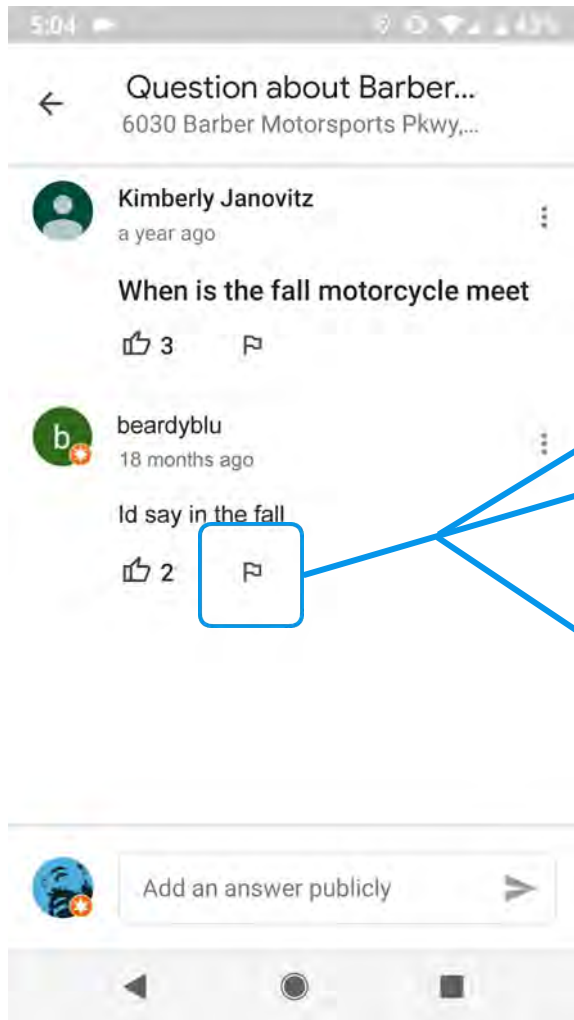 5:04
43%
Question about Barber...
6030 Barber Motorsports Pkwy,...
Kimberly Janovitz
a year ago
When is the fall motorcycle meet
3
b
beardyblu
18 months ago
Id say in the fall
2
Add an answer publicly